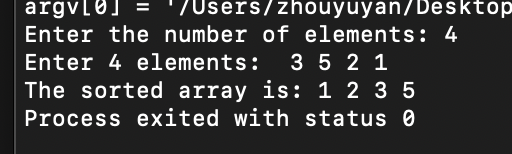 argv[0] = '/Users/zhouyuyan/Desktop
Enter the number of elements: 4
Enter 4 elements:  3 5 2 1
The sorted array is: 1 2 3 5
Process exited with status 0